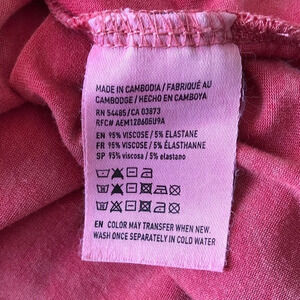 MADE IN CAMBODIA / FABRIQUÉ AU
CAMBODGE / HECHO EN CAMBOYA
RN 54485/CA 03873
RFC# AEM128606U9A
EN 95% VISCOSE / 5% ELASTANE
FR 95% VISCOSE / 5% ÉLASTHANNE
SP 95% viscosa / 5% elastano
EN COLOR MAY TRANSFER WHEN NEW.
WASH ONCE SEPARATELY IN COLD WATER